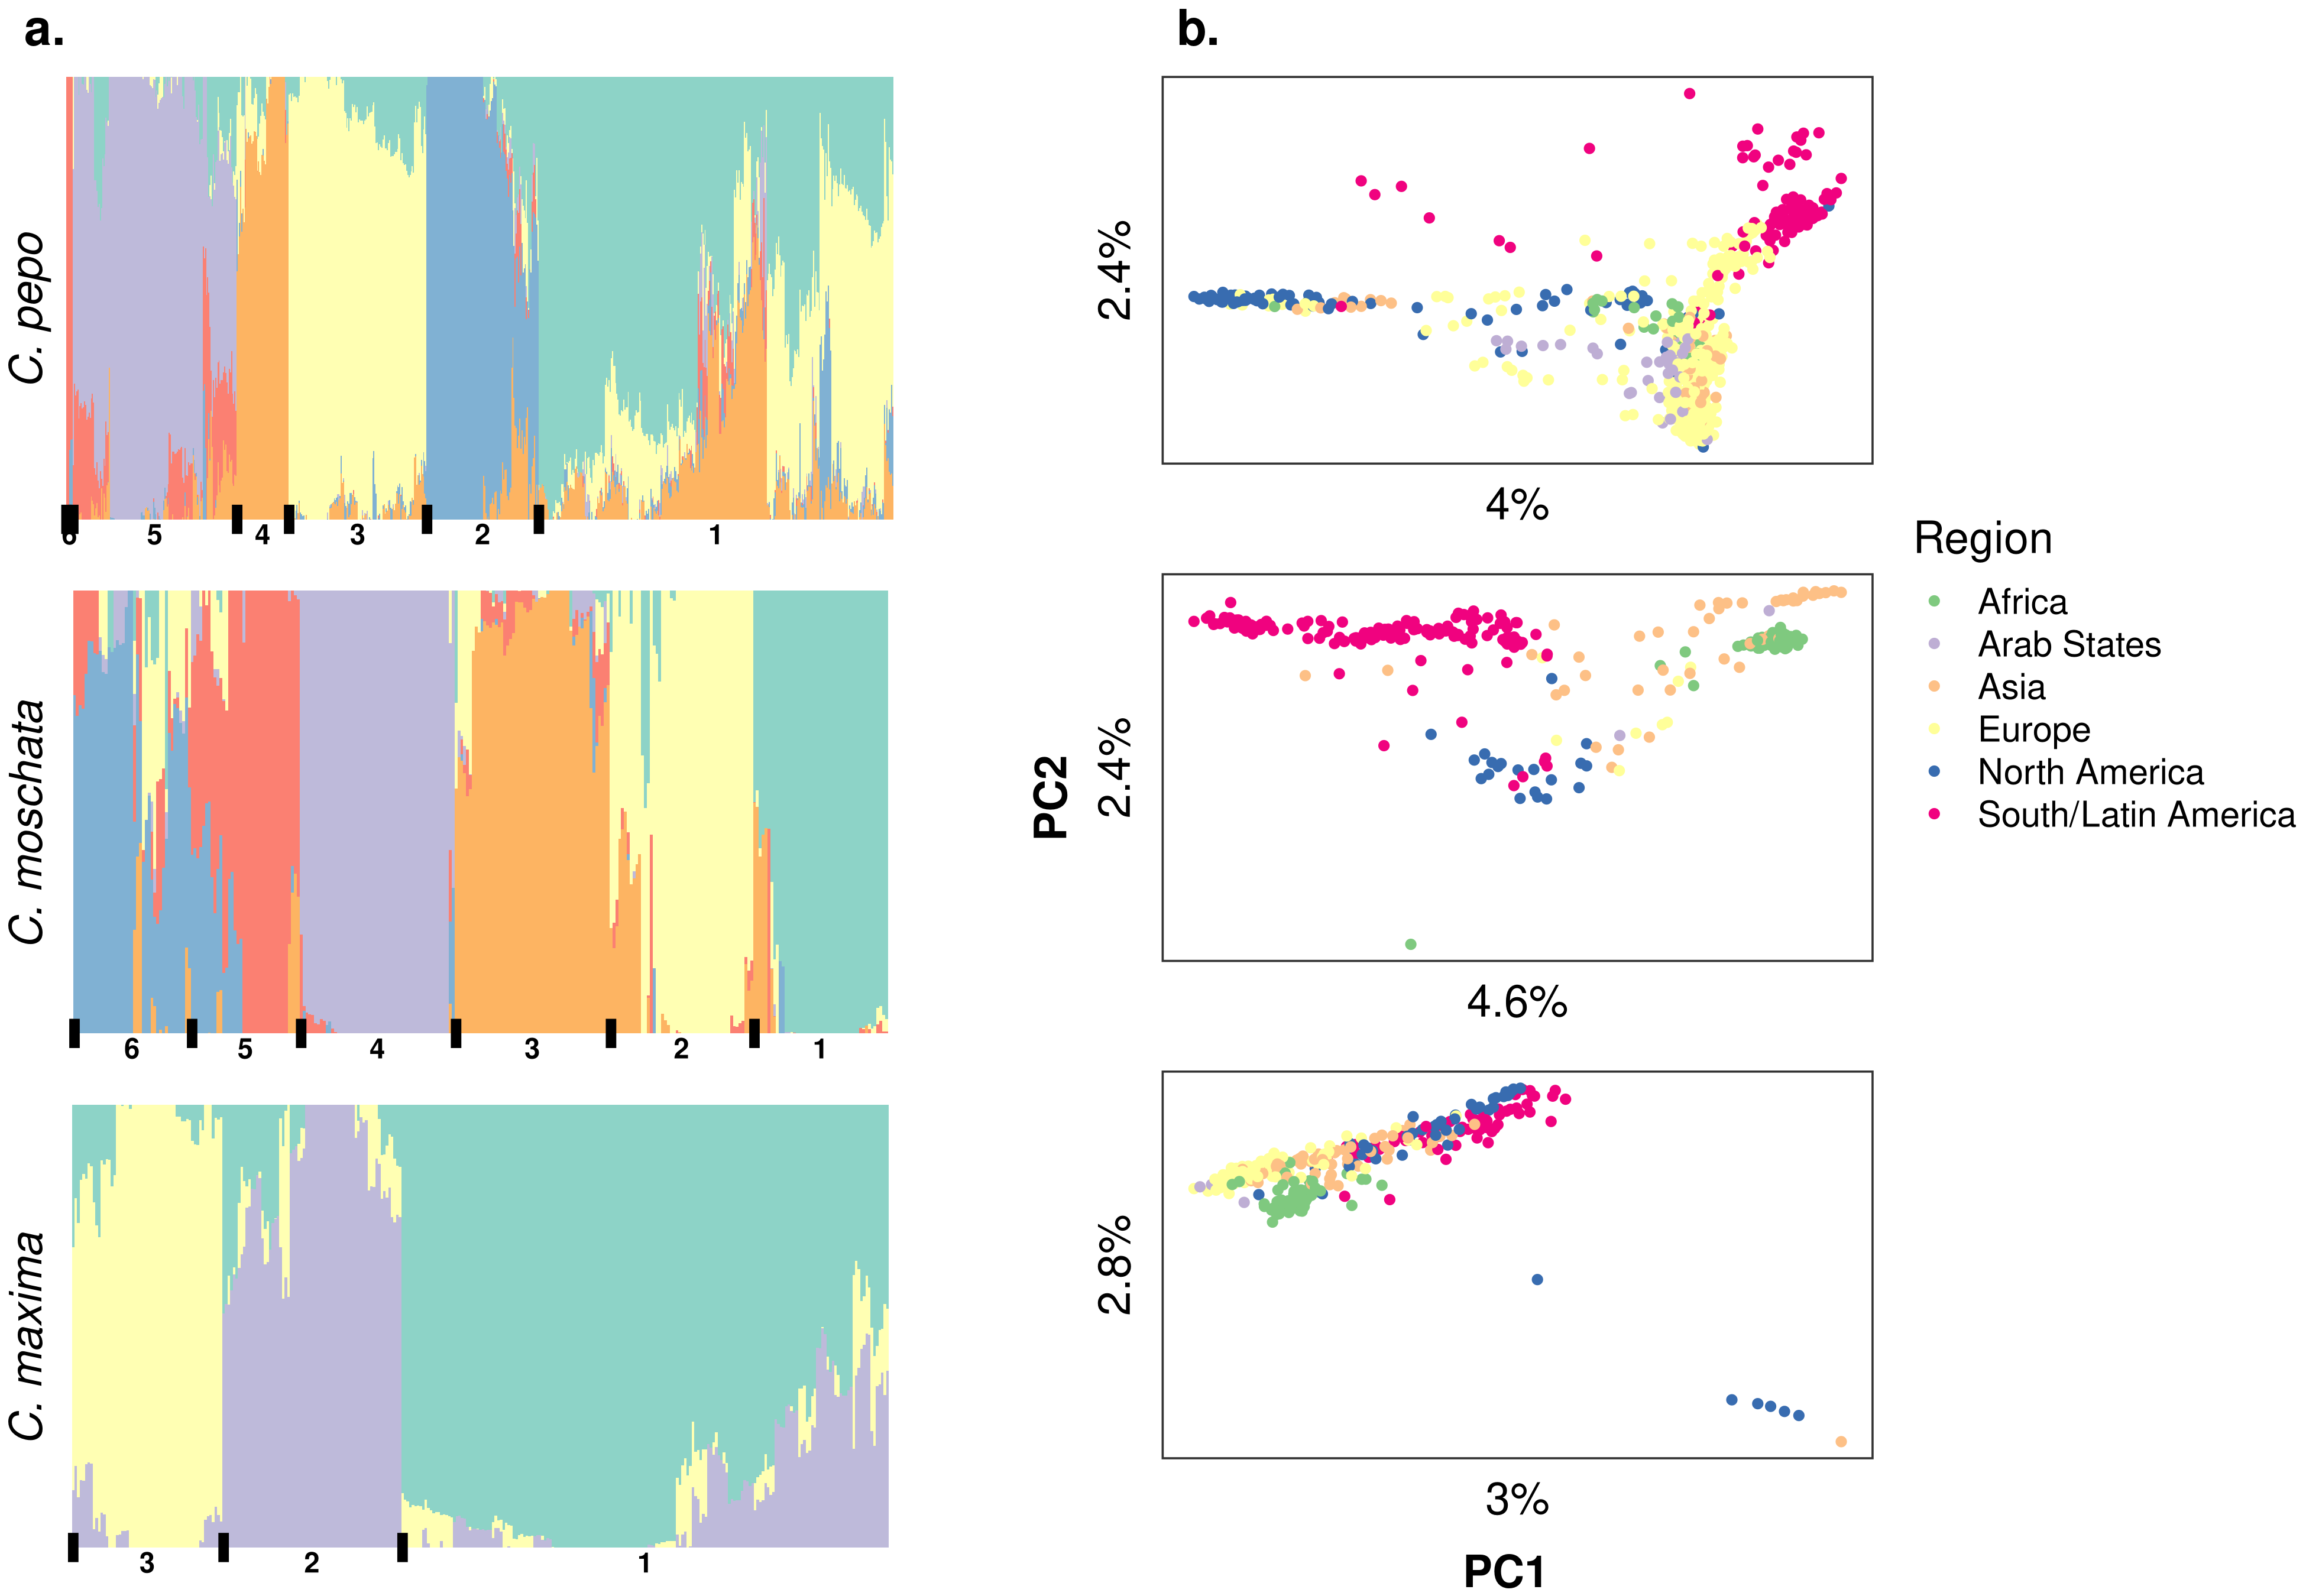 a.
C. pepo
6
5
4
3
2
1
C. moschata
6
5
4
3
2
1
C. maxima
3
2
1
b.
2.4%
4%
PC2
2.4%
4.6%
2.8%
3%
PC1
Region
Africa
Arab States
Asia
Europe
North America
South/Latin America